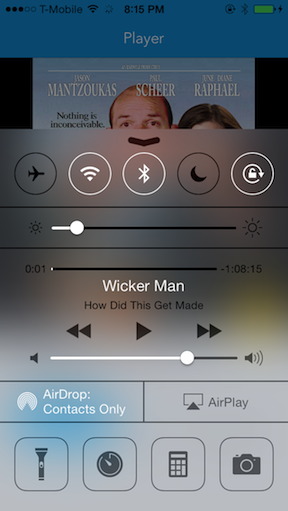 T-Mobile 8:15 PM
Player
JASON MANTZOUKAS PAUL SCHEER JUNE DIANE RAPHAEL
Nothing is
inconceivable.
0:01 -1:08:15
Wicker Man
How Did This Get Made
AirDrop:
Contacts Only
AirPlay